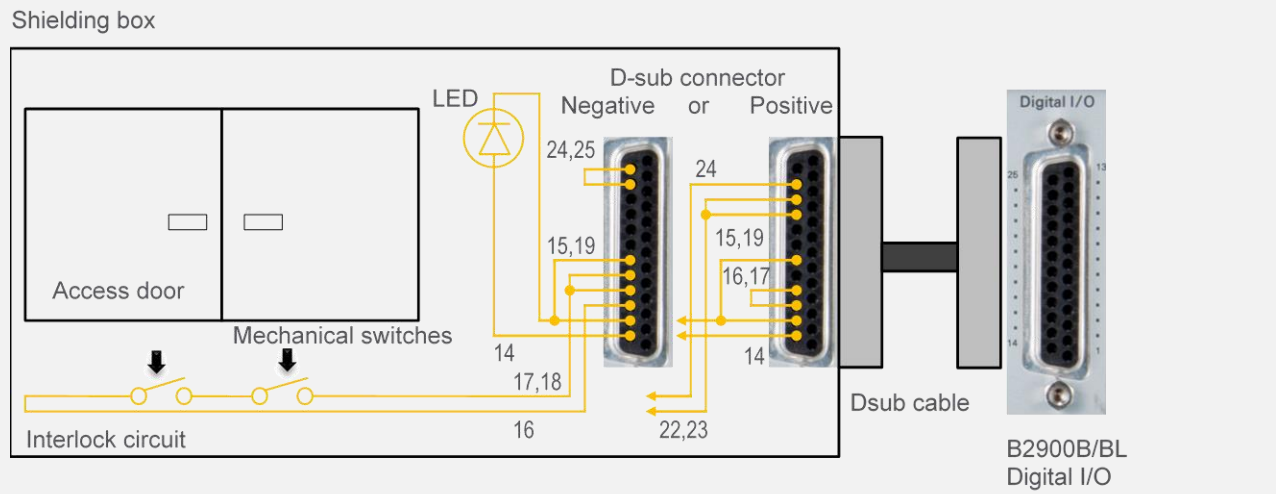 Shielding box
D-sub connector
Negative or Positive
LED
24,25
24
15,19
15,19
16,17
Access door
Mechanical switches
14
14
17,18
16
22,23
Interlock circuit
Dsub cable
Digital I/O
25
13
14
1
B2900B/BL
Digital I/O